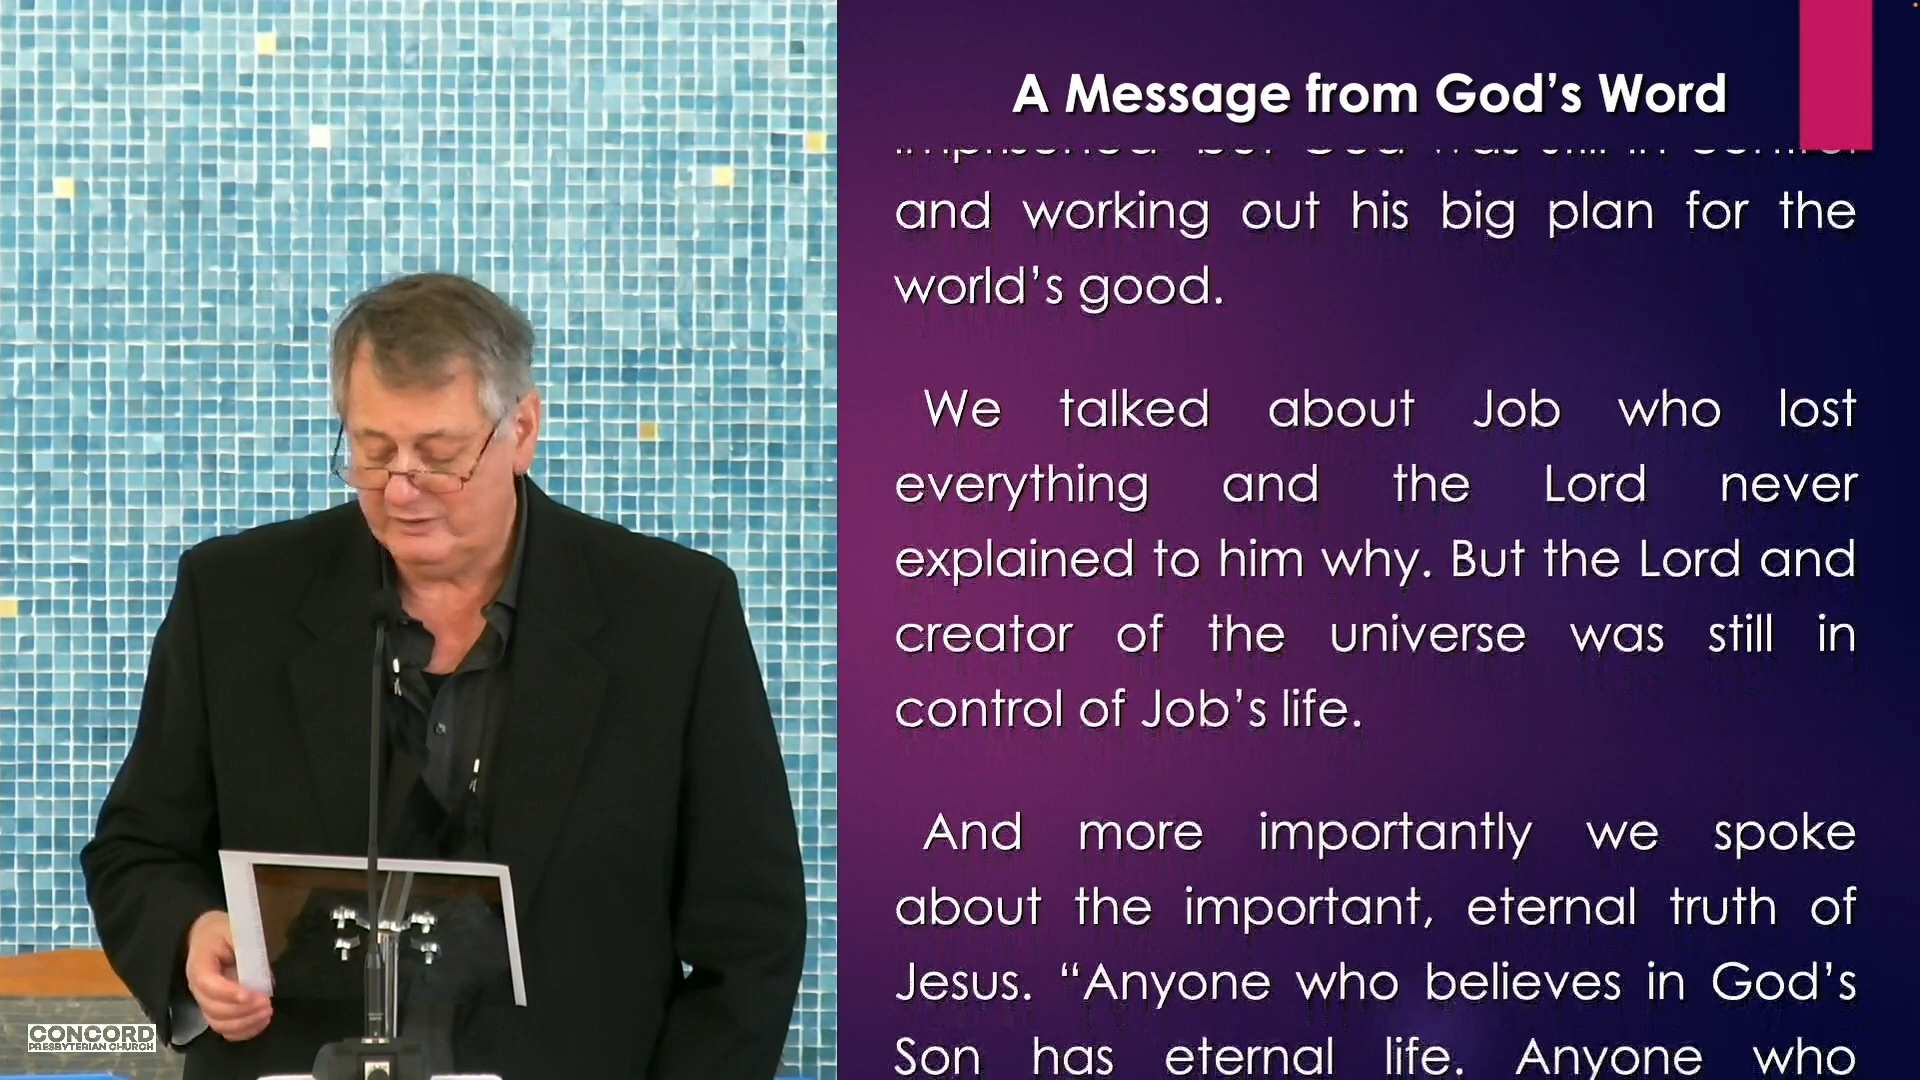 A Message from God's Word
and working out his big plan for the
world's good.
We talked about Job who lost
everything and the Lord never
explained to him why. But the Lord and
creator of the universe was still in
control of Job's life.
And more importantly we spoke
about the important, eternal truth of
Jesus. “Anyone who believes in God's
Son has eternal life. Anyone who
CONCORD
PRESBYTERIAN CHURCH